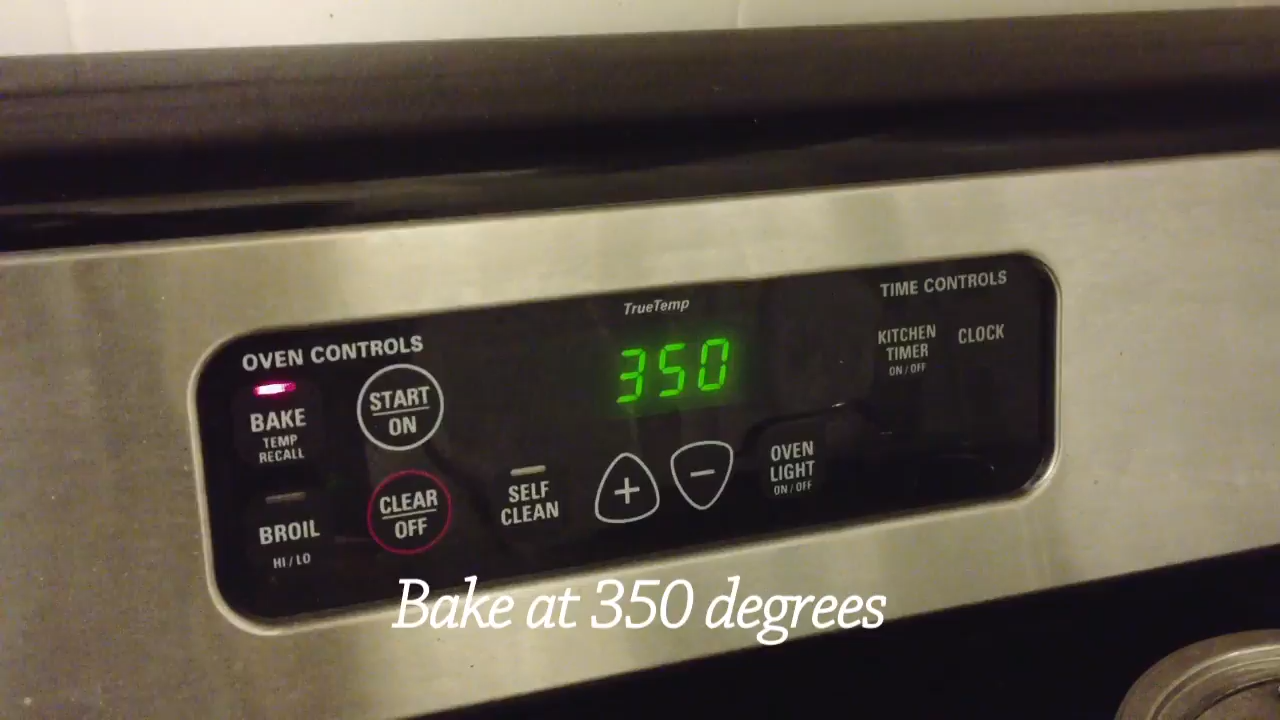 TrueTemp
350
OVEN CONTROLS
BAKE
TEMP
RECALL
START
ON
BROIL
HI / LO
CLEAR
OFF
SELF
CLEAN
+
−
OVEN
LIGHT
ON / OFF
TIME CONTROLS
KITCHEN
TIMER
ON / OFF
CLOCK
Bake at 350 degrees